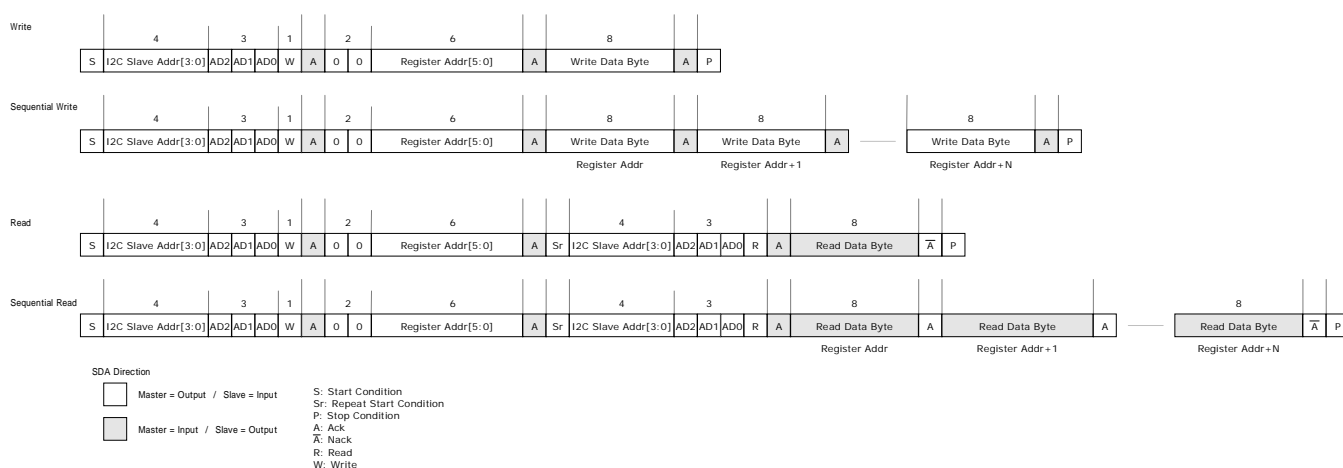 Write
4 3 1 2 6 8
S I2C Slave Addr[3:0] AD2 AD1 AD0 W A 0 0 Register Addr[5:0] A Write Data Byte A P
Sequential Write
4 3 1 2 6 8 8 8
S I2C Slave Addr[3:0] AD2 AD1 AD0 W A 0 0 Register Addr[5:0] A Write Data Byte A Write Data Byte A Write Data Byte A P
Register Addr Register Addr+1 Register Addr+N
Read
4 3 1 2 6 4 3 8
S I2C Slave Addr[3:0] AD2 AD1 AD0 W A 0 0 Register Addr[5:0] A Sr I2C Slave Addr[3:0] AD2 AD1 AD0 R A Read Data Byte A̅ P
Sequential Read
4 3 1 2 6 4 3 8 8
S I2C Slave Addr[3:0] AD2 AD1 AD0 W A 0 0 Register Addr[5:0] A Sr I2C Slave Addr[3:0] AD2 AD1 AD0 R A Read Data Byte A Read Data Byte A Read Data Byte A̅ P
Register Addr Register Addr+1 Register Addr+N
SDA Direction
Master = Output / Slave = Input
Master = Input / Slave = Output
S: Start Condition
Sr: Repeat Start Condition
P: Stop Condition
A: Ack
A̅: Nack
R: Read
W: Write